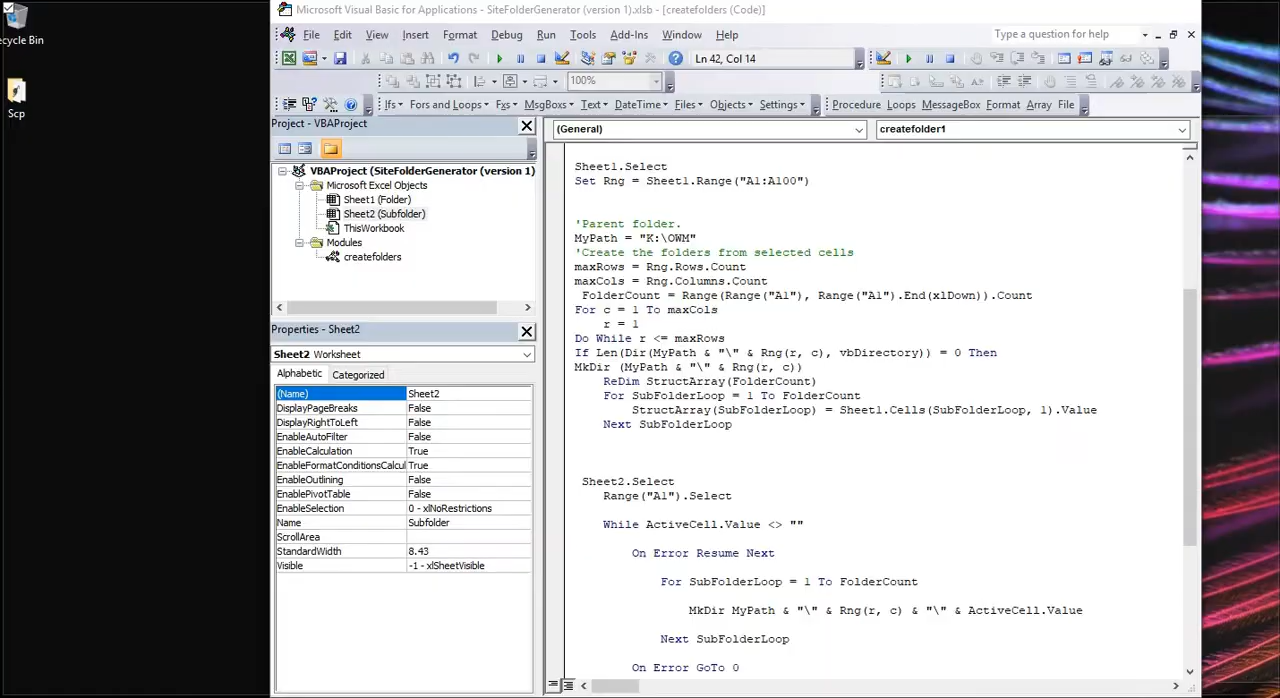 Microsoft Visual Basic for Applications - SiteFolderGenerator (version 1).xlsb - [createfolders (Code)]
ecycle Bin
Scp
File Edit View Insert Format Debug Run Tools Add-Ins Window Help
Type a question for help
Ln 42, Col 14
100%
Ifs Fors and Loops Fxs MsgBoxes Text DateTime Files Objects Settings
Procedure Loops MessageBox Format Array File
Project - VBAProject
VBAProject (SiteFolderGenerator (version 1)
Microsoft Excel Objects
Sheet1 (Folder)
Sheet2 (Subfolder)
ThisWorkbook
Modules
createfolders
Properties - Sheet2
Sheet2 Worksheet
Alphabetic Categorized
(Name) Sheet2
DisplayPageBreaks False
DisplayRightToLeft False
EnableAutoFilter False
EnableCalculation True
EnableFormatConditionsCalcul True
EnableOutlining False
EnablePivotTable False
EnableSelection 0 - xlNoRestrictions
Name Subfolder
ScrollArea
StandardWidth 8.43
Visible -1 - xlSheetVisible
(General) createfolder1
Sheet1.Select
Set Rng = Sheet1.Range("A1:A100")
'Parent folder.
MyPath = "K:\OWM"
'Create the folders from selected cells
maxRows = Rng.Rows.Count
maxCols = Rng.Columns.Count
FolderCount = Range(Range("A1"), Range("A1").End(xlDown)).Count
For c = 1 To maxCols
r = 1
Do While r <= maxRows
If Len(Dir(MyPath & "\" & Rng(r, c), vbDirectory)) = 0 Then
MkDir (MyPath & "\" & Rng(r, c))
ReDim StructArray(FolderCount)
For SubFolderLoop = 1 To FolderCount
StructArray(SubFolderLoop) = Sheet1.Cells(SubFolderLoop, 1).Value
Next SubFolderLoop
Sheet2.Select
Range("A1").Select
While ActiveCell.Value <> ""
On Error Resume Next
For SubFolderLoop = 1 To FolderCount
MkDir MyPath & "\" & Rng(r, c) & "\" & ActiveCell.Value
Next SubFolderLoop
On Error GoTo 0